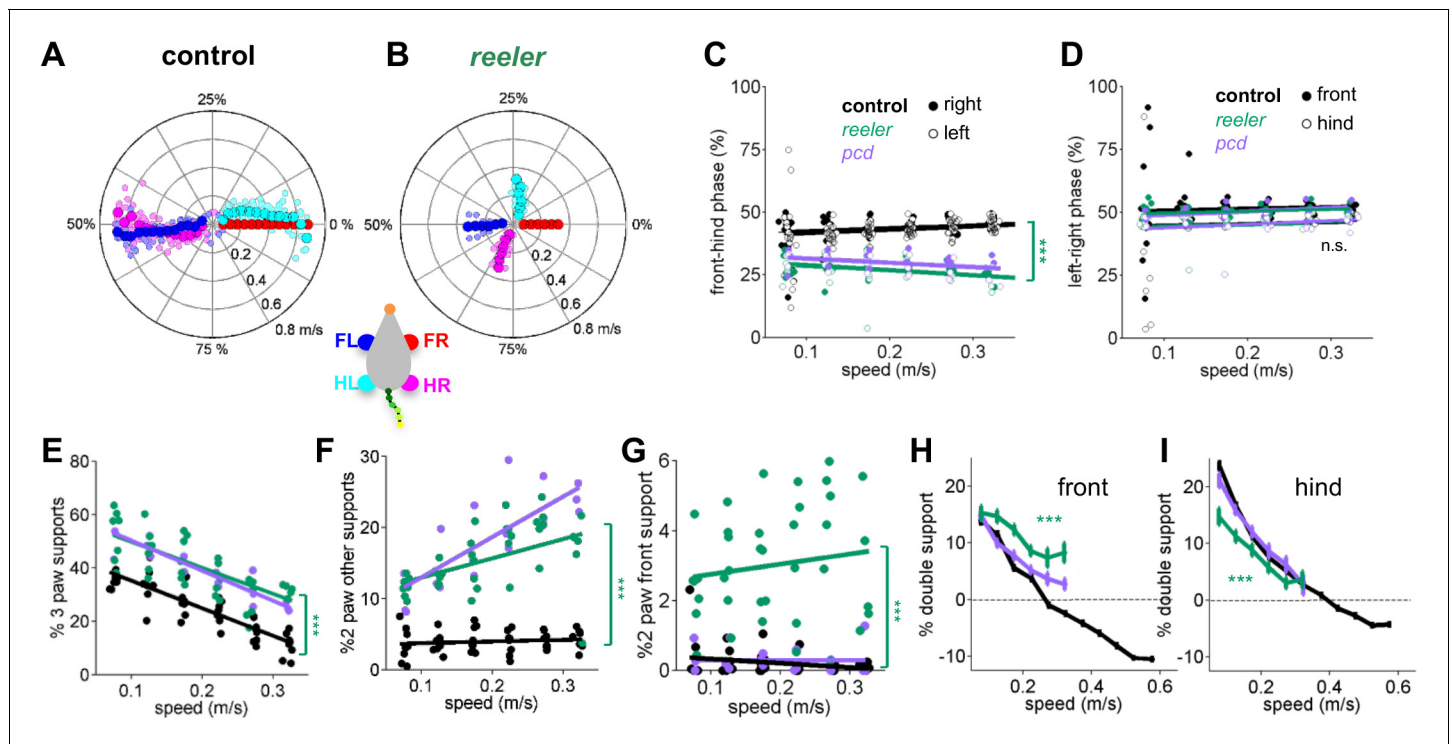 A control
B reeler
25%
50%
0 %
0.2
0.4
0.6
0.8 m/s
75 %
25%
50%
0%
0.2
0.4
0.6
0.8 m/s
75%
FL
FR
HL
HR
C
front-hind phase (%)
100
75
50
25
0
control
reeler
pcd
right
left
***
0.1 0.2 0.3
speed (m/s)
D
left-right phase (%)
100
75
50
25
0
control
reeler
pcd
front
hind
n.s.
0.1 0.2 0.3
speed (m/s)
E
% 3 paw supports
80
60
40
20
0
***
0.1 0.2 0.3
speed (m/s)
F
%2 paw other supports
30
20
10
0
***
0.1 0.2 0.3
speed (m/s)
G
%2 paw front support
6
4
2
0
***
0.1 0.2 0.3
speed (m/s)
H
front
% double support
20
10
0
-10
***
0.2 0.4 0.6
speed (m/s)
I
hind
% double support
20
10
0
-10
***
0.2 0.4 0.6
speed (m/s)